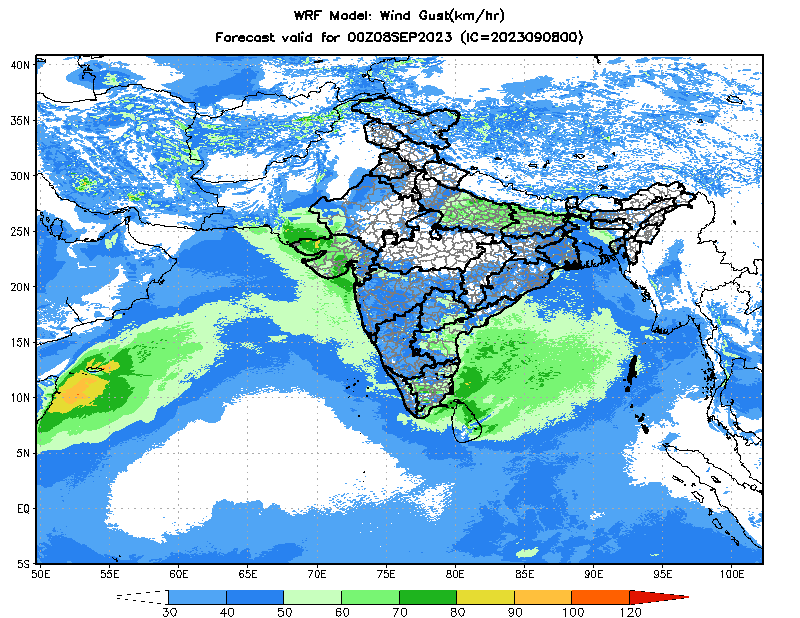 WRF Model: Wind Gust(km/hr)
Forecast valid for 00Z08SEP2023 (IC=2023090800)
40N
35N
30N
25N
20N
15N
10N
5N
EQ
5S
50E 55E 60E 65E 70E 75E 80E 85E 90E 95E 100E
30 40 50 60 70 80 90 100 120